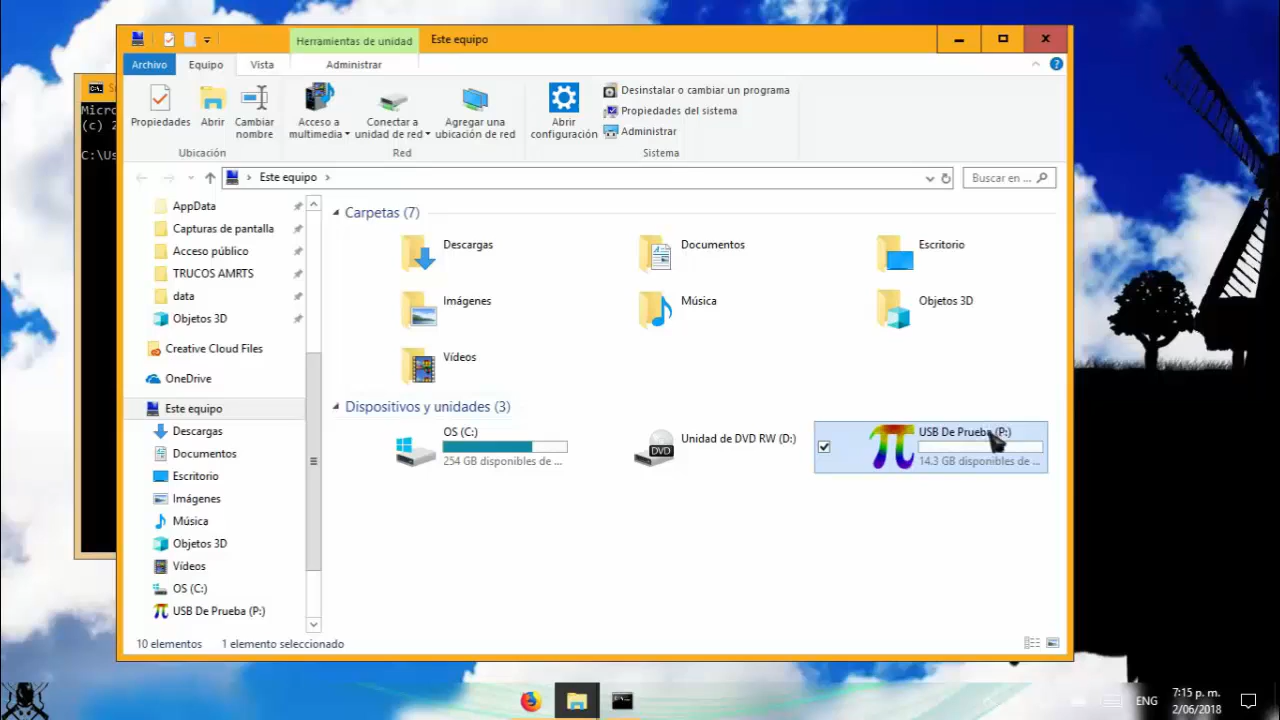 Herramientas de unidad
Este equipo
Archivo
Equipo
Vista
Administrar
Propiedades
Abrir
Cambiar
nombre
Acceso a
multimedia
Conectar a
unidad de red
Agregar una
ubicación de red
Abrir
configuración
Desinstalar o cambiar un programa
Propiedades del sistema
Administrar
Ubicación
Red
Sistema
Micro
(c) 2
C:\Us
Este equipo
Buscar en ...
AppData
Capturas de pantalla
Acceso público
TRUCOS AMRTS
data
Objetos 3D
Creative Cloud Files
OneDrive
Este equipo
Descargas
Documentos
Escritorio
Imágenes
Música
Objetos 3D
Vídeos
OS (C:)
USB De Prueba (P:)
Carpetas (7)
Descargas
Documentos
Escritorio
Imágenes
Música
Objetos 3D
Vídeos
Dispositivos y unidades (3)
OS (C:)
254 GB disponibles de ...
DVD
Unidad de DVD RW (D:)
USB De Prueba (P:)
14.3 GB disponibles de ...
10 elementos
1 elemento seleccionado
ENG
7:15 p. m.
2/06/2018